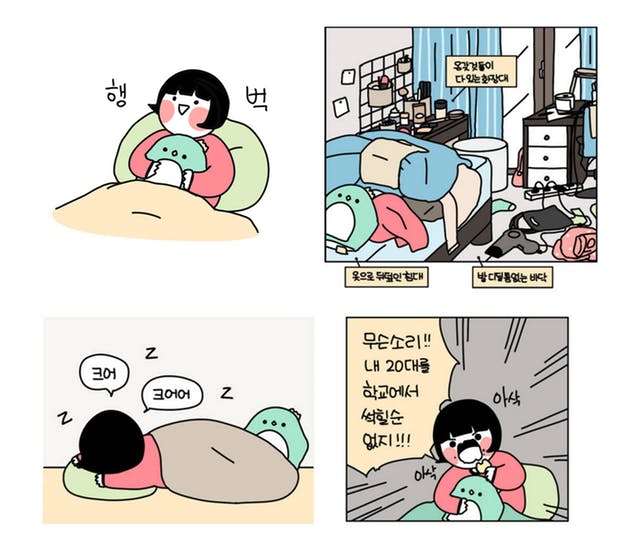 행 벅
온갖것들이
다 있는 화장대
옷으로 뒤덮인 침대
발 디딜 틈 없는 바닥
Z
크어
크어어
Z
Z
무슨소리!!
내 20대를
학교에서
썩힐순
없지!!!
아삭
아삭